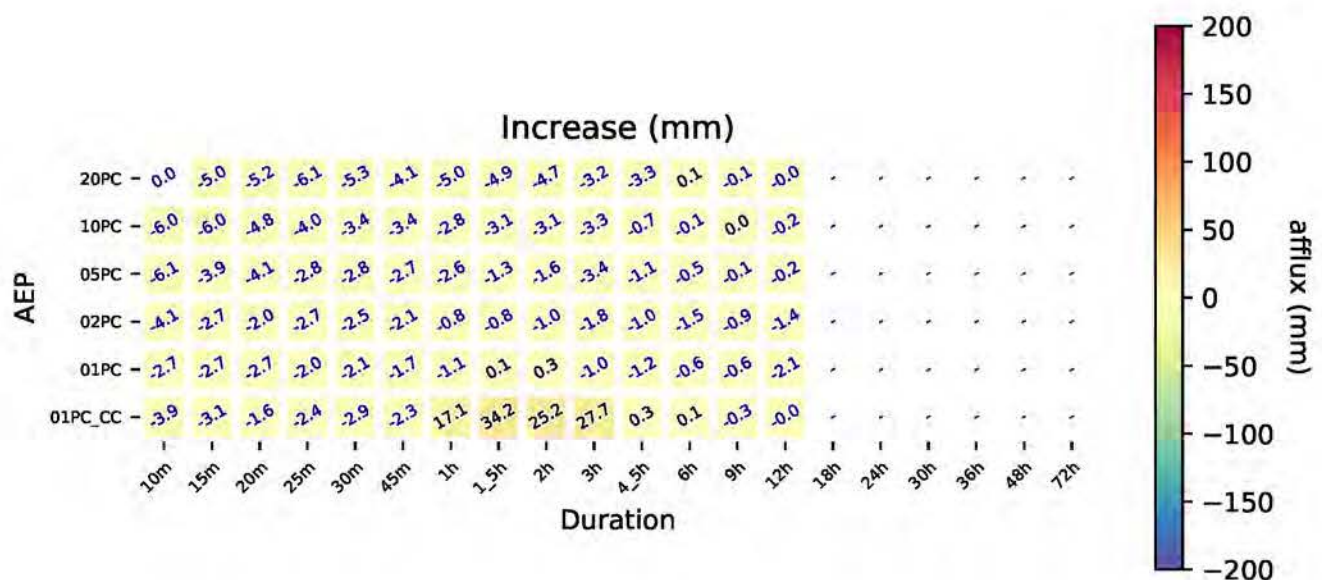 Increase (mm)
20PC 0.0 -5.0 -5.2 -6.1 -5.3 -4.1 -5.0 -4.9 -4.7 -3.2 -3.3 0.1 -0.1 -0.0 - - - - - -
10PC -6.0 -6.0 -4.8 -4.0 -3.4 -3.4 -2.8 -3.1 -3.1 -3.3 -0.7 -0.1 0.0 -0.2 - - - - - -
05PC -6.1 -3.9 -4.1 -2.8 -2.8 -2.7 -2.6 -1.3 -1.6 -3.4 -1.1 -0.5 -0.1 -0.2 - - - - - -
02PC -4.1 -2.7 -2.0 -2.7 -2.5 -2.1 -0.8 -0.8 -1.0 -1.8 -1.0 -1.5 -0.9 -1.4 - - - - - -
01PC -2.7 -2.7 -2.7 -2.0 -2.1 -1.7 -1.1 0.1 0.3 -1.0 -1.2 -0.6 -0.6 -2.1 - - - - - -
01PC_CC -3.9 -3.1 -1.6 -2.4 -2.9 -2.3 17.1 34.2 25.2 27.7 0.3 0.1 -0.3 -0.0 - - - - - -
10m 15m 20m 25m 30m 45m 1h 1_5h 2h 3h 4_5h 6h 9h 12h 18h 24h 30h 36h 48h 72h
Duration
AEP
200
150
100
50
0
−50
−100
−150
−200
afflux (mm)